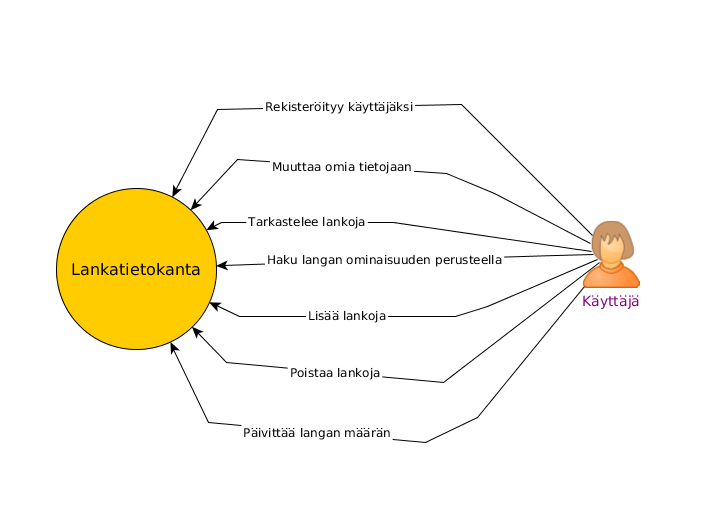 Rekisteröityy käyttäjäksi
Muuttaa omia tietojaan
Tarkastelee lankoja
Haku langan ominaisuuden perusteella
Lankatietokanta
Käyttäjä
Lisää lankoja
Poistaa lankoja
Päivittää langan määrän